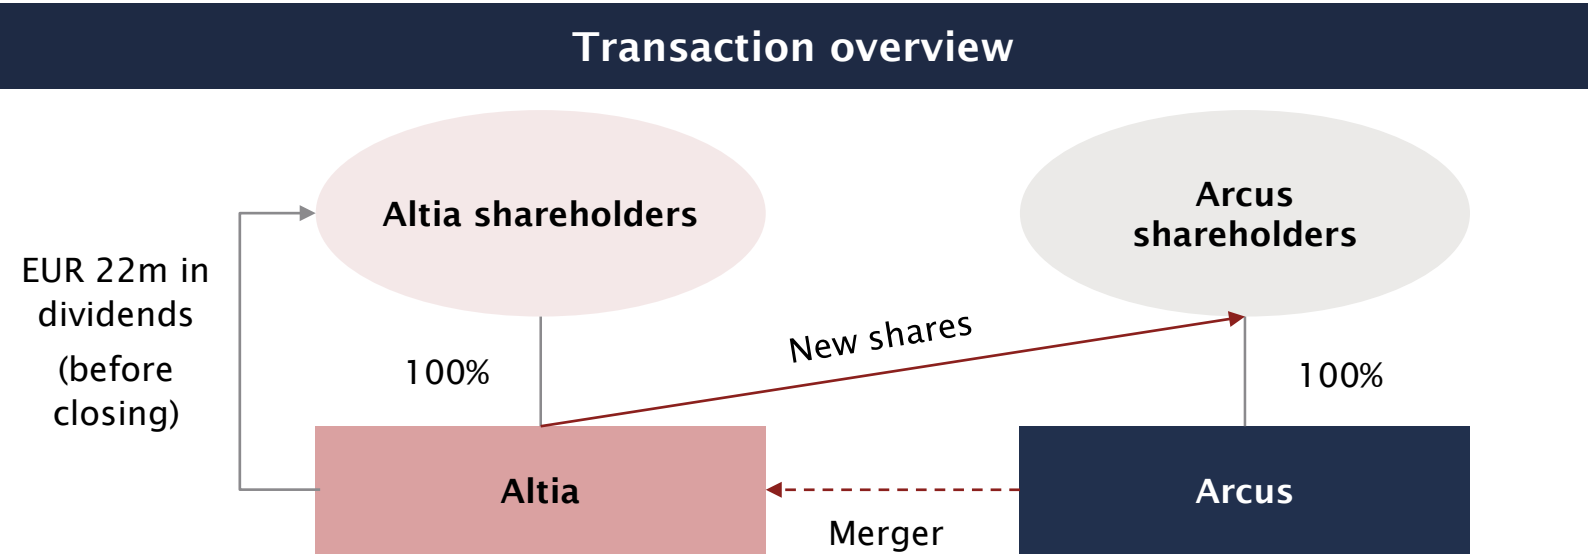 Transaction overview
Altia shareholders
Arcus
shareholders
EUR 22m in
dividends
(before
closing)
100%
New shares
100%
Altia
Merger
Arcus